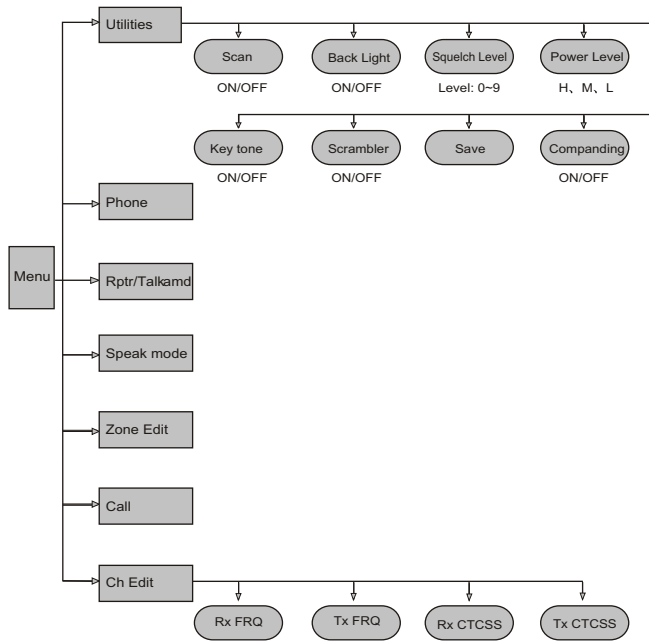 Utilities
Scan
Back Light
Squelch Level
Power Level
ON/OFF
ON/OFF
Level: 0~9
H、M、L
Key tone
Scrambler
Save
Companding
ON/OFF
ON/OFF
ON/OFF
Phone
Menu
Rptr/Talkamd
Speak mode
Zone Edit
Call
Ch Edit
Rx FRQ
Tx FRQ
Rx CTCSS
Tx CTCSS